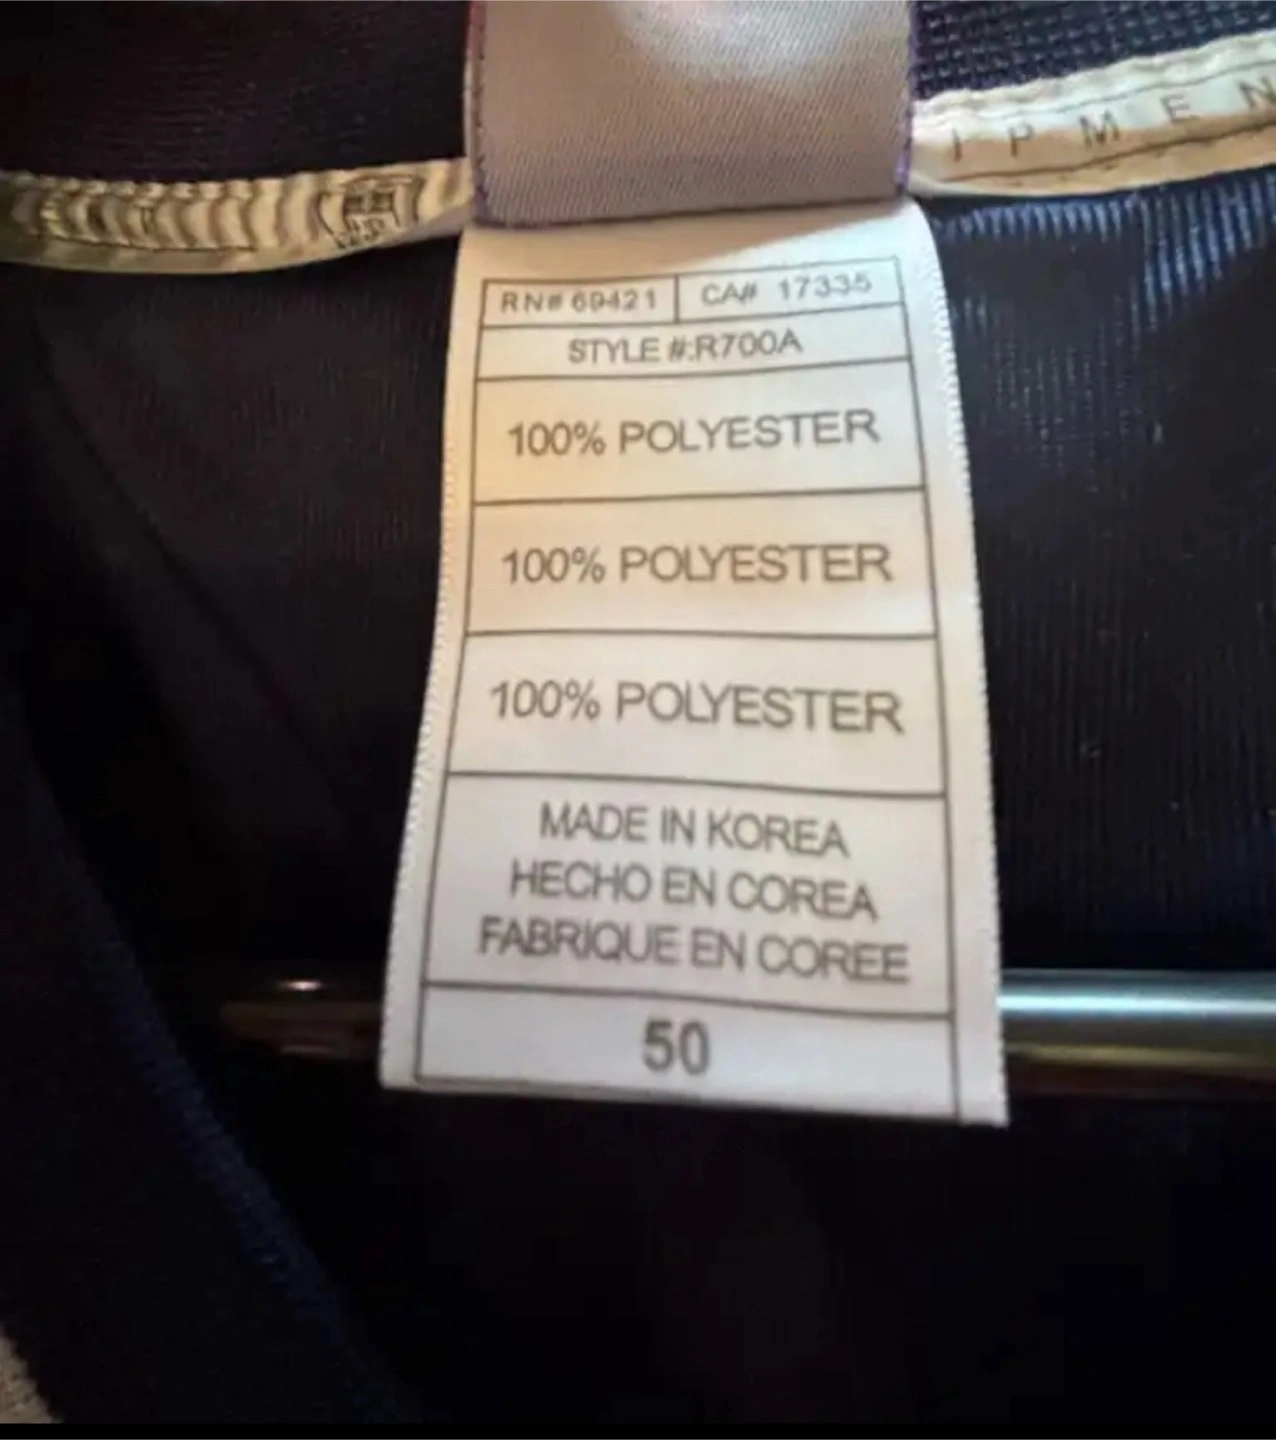 IPMEN
RN# 69421 CA# 17335
STYLE #:R700A
100% POLYESTER
100% POLYESTER
100% POLYESTER
MADE IN KOREA
HECHO EN COREA
FABRIQUE EN COREE
50